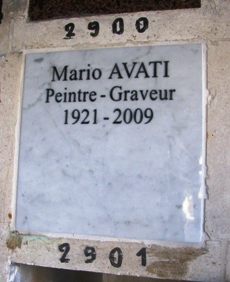 2900
Mario AVATI
Peintre - Graveur
1921 - 2009
2901